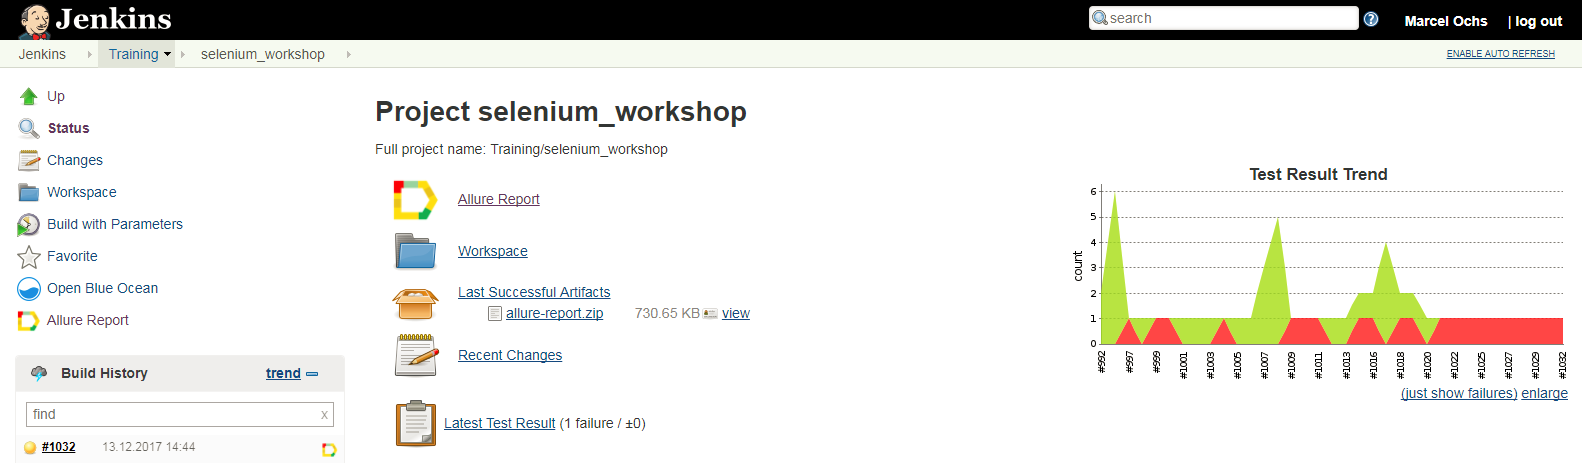 Jenkins
search
Marcel Ochs
| log out
Jenkins
Training
selenium_workshop
ENABLE AUTO REFRESH
Up
Status
Changes
Workspace
Build with Parameters
Favorite
Open Blue Ocean
Allure Report
Build History
trend
find
x
#1032
13.12.2017 14:44
Project selenium_workshop
Full project name: Training/selenium_workshop
Allure Report
Workspace
Last Successful Artifacts
allure-report.zip 730.65 KB view
Recent Changes
Latest Test Result (1 failure / ±0)
Test Result Trend
count
6
5
4
3
2
1
0
#992
#997
#999
#1001
#1003
#1005
#1007
#1009
#1011
#1013
#1016
#1018
#1020
#1022
#1025
#1027
#1029
#1032
(just show failures) enlarge